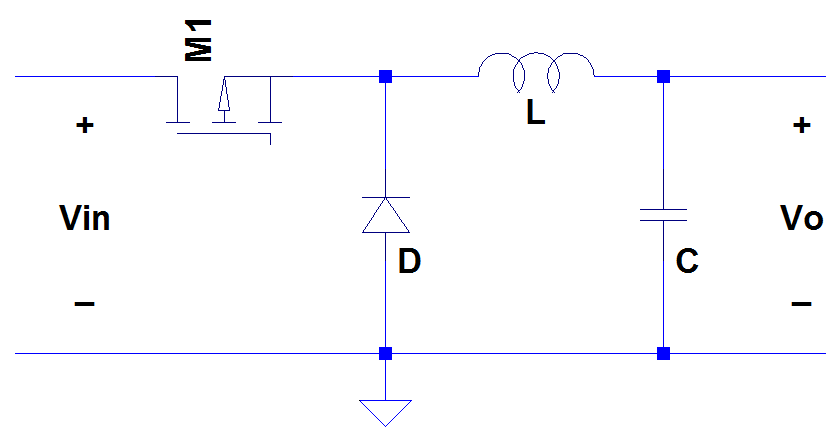 M1
L
+
+
Vin
Vo
D
C
–
–